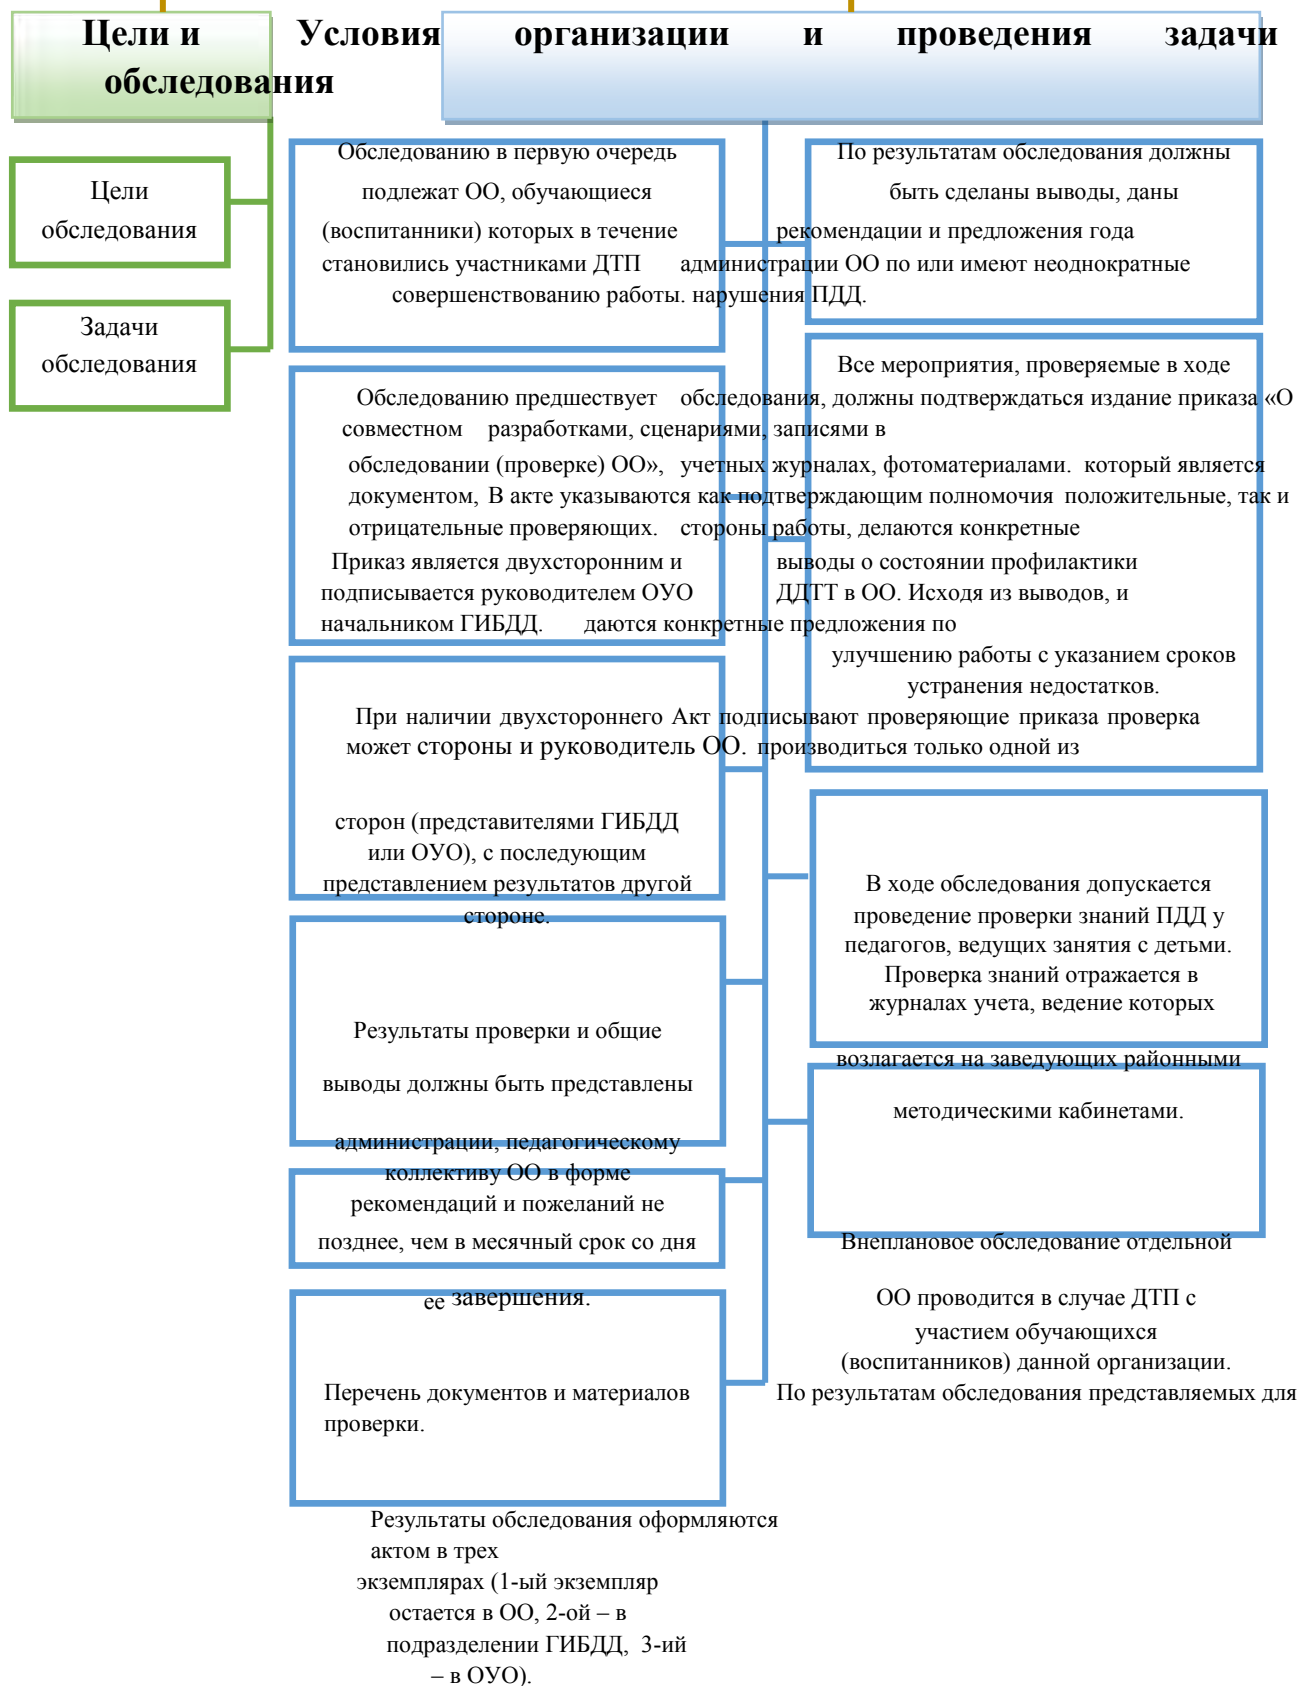 Цели и Условия организации и проведения задачи
обследования
Цели
обследования
Задачи
обследования
Обследованию в первую очередь
подлежат ОО, обучающиеся
(воспитанники) которых в течение
становились участниками ДТП
По результатам обследования должны
быть сделаны выводы, даны
рекомендации и предложения года
администрации ОО по или имеют неоднократные
совершенствованию работы. нарушения ПДД.
Все мероприятия, проверяемые в ходе
Обследованию предшествует обследования, должны подтверждаться издание приказа «О
совместном разработками, сценариями, записями в
обследовании (проверке) ОО», учетных журналах, фотоматериалами. который является
документом, В акте указываются как подтверждающим полномочия положительные, так и
отрицательные проверяющих. стороны работы, делаются конкретные
Приказ является двухсторонним и выводы о состоянии профилактики
подписывается руководителем ОУО ДДТТ в ОО. Исходя из выводов, и
начальником ГИБДД. даются конкретные предложения по
улучшению работы с указанием сроков
устранения недостатков.
При наличии двухстороннего Акт подписывают проверяющие приказа проверка
может стороны и руководитель ОО. производиться только одной из
сторон (представителями ГИБДД
или ОУО), с последующим
представлением результатов другой
стороне.
В ходе обследования допускается
проведение проверки знаний ПДД у
педагогов, ведущих занятия с детьми.
Проверка знаний отражается в
журналах учета, ведение которых
возлагается на заведующих районными
методическими кабинетами.
Результаты проверки и общие
выводы должны быть представлены
администрации, педагогическому
коллективу ОО в форме
рекомендаций и пожеланий не
позднее, чем в месячный срок со дня
ее завершения.
Внеплановое обследование отдельной
ОО проводится в случае ДТП с
участием обучающихся
(воспитанников) данной организации.
По результатам обследования представляемых для
Перечень документов и материалов
проверки.
Результаты обследования оформляются
актом в трех
экземплярах (1-ый экземпляр
остается в ОО, 2-ой – в
подразделении ГИБДД, 3-ий
– в ОУО).